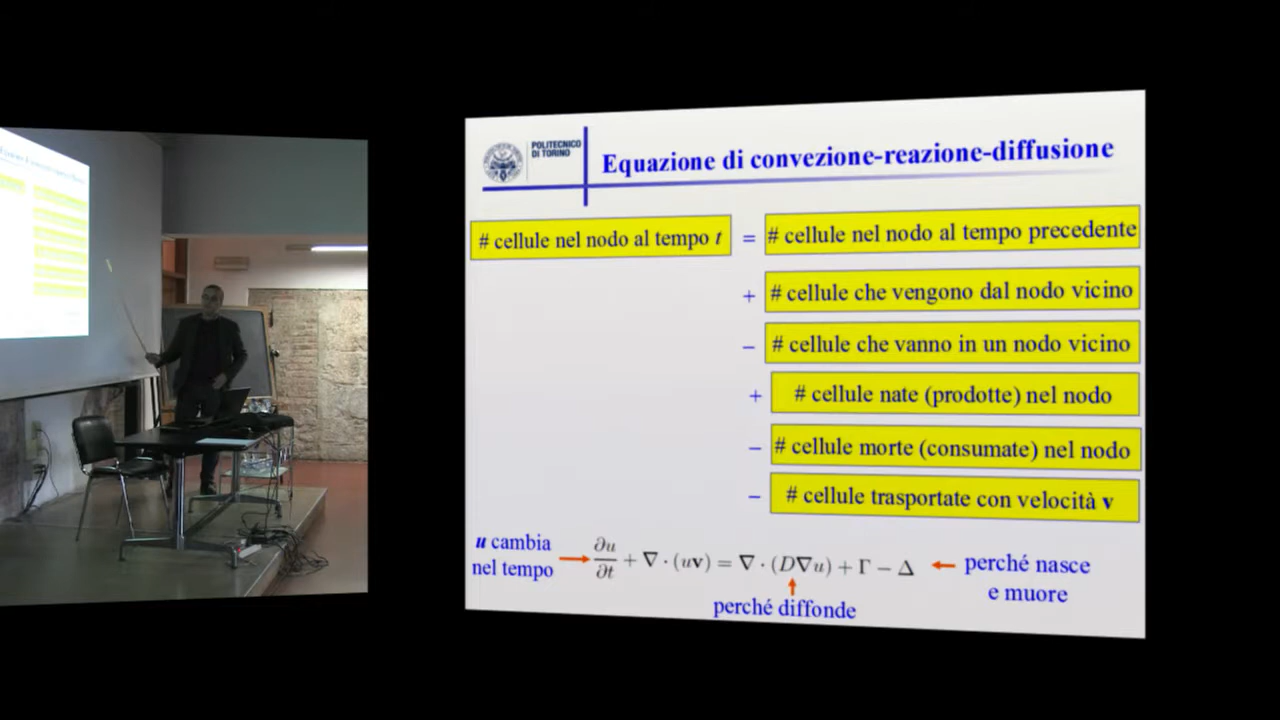 POLITECNICO
DI TORINO
Equazione di convezione-reazione-diffusione
# cellule nel nodo al tempo t = # cellule nel nodo al tempo precedente
+ # cellule che vengono dal nodo vicino
− # cellule che vanno in un nodo vicino
+ # cellule nate (prodotte) nel nodo
− # cellule morte (consumate) nel nodo
− # cellule trasportate con velocità v
u cambia
nel tempo
∂u/∂t + ∇ · (uv) = ∇ · (D∇u) + Γ − Δ
perché nasce
e muore
perché diffonde